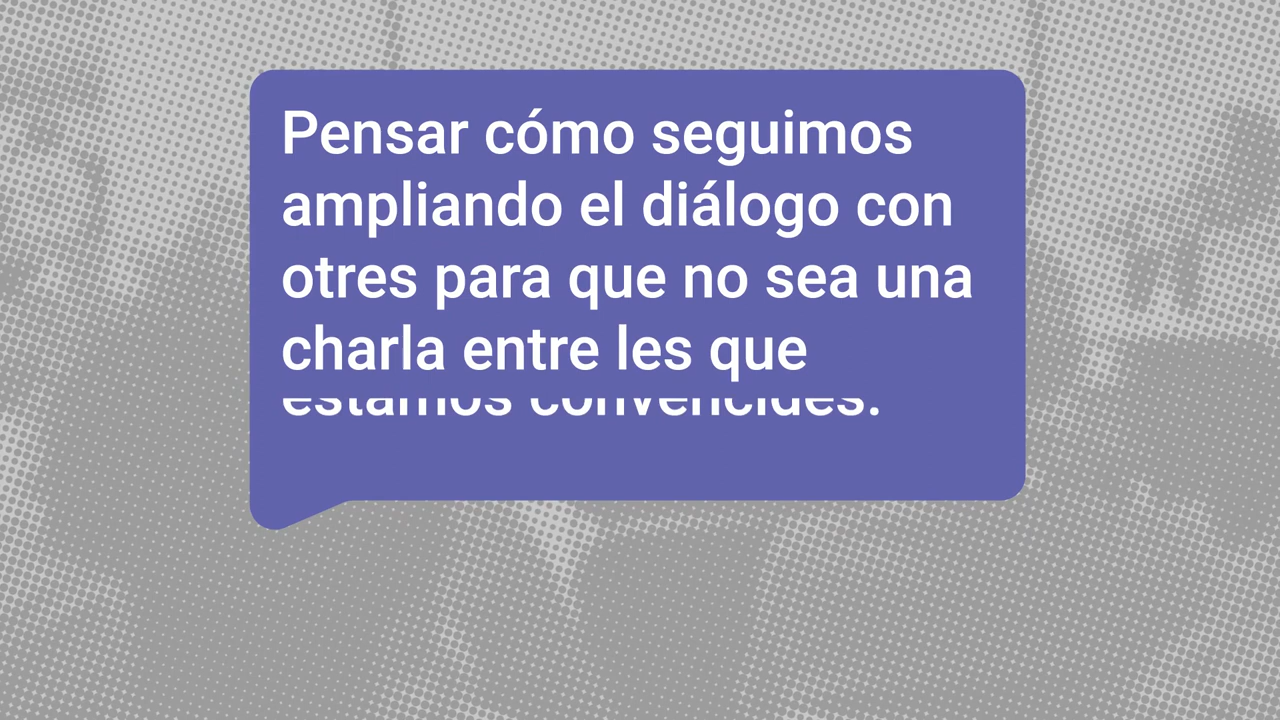 Pensar cómo seguimos
ampliando el diálogo con
otres para que no sea una
charla entre les que
estamos convencides.